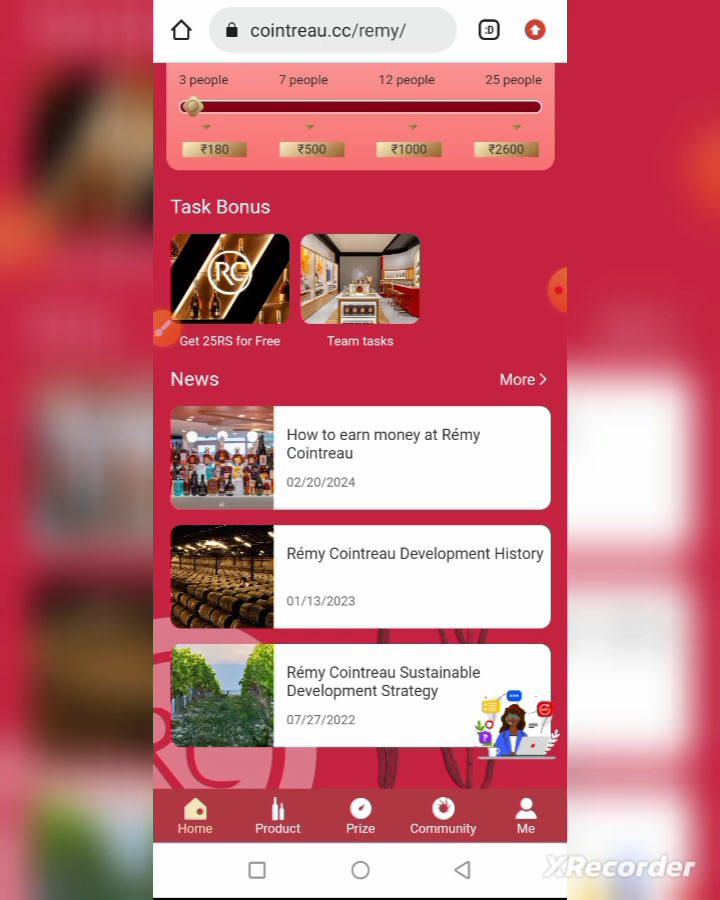 cointreau.cc/remy/
:D
3 people 7 people 12 people 25 people
₹180 ₹500 ₹1000 ₹2600
Task Bonus
RC
Get 25RS for Free Team tasks
News More
How to earn money at Rémy
Cointreau
02/20/2024
Rémy Cointreau Development History
01/13/2023
Rémy Cointreau Sustainable
Development Strategy
07/27/2022
?
RC
Home Product Prize Community Me
XRecorder